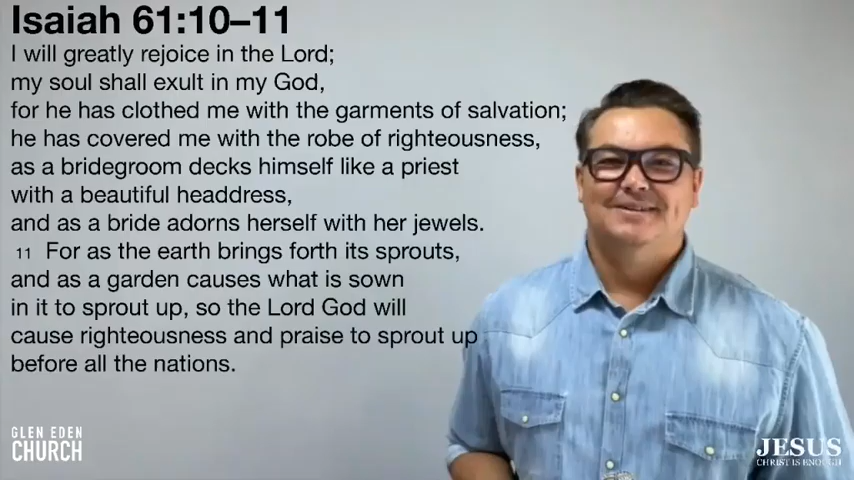 Isaiah 61:10–11
I will greatly rejoice in the Lord;
my soul shall exult in my God,
for he has clothed me with the garments of salvation;
he has covered me with the robe of righteousness,
as a bridegroom decks himself like a priest
with a beautiful headdress,
and as a bride adorns herself with her jewels.
11 For as the earth brings forth its sprouts,
and as a garden causes what is sown
in it to sprout up, so the Lord God will
cause righteousness and praise to sprout up
before all the nations.
GLEN EDEN
CHURCH
JESUS
CHRIST IS ENOUGH